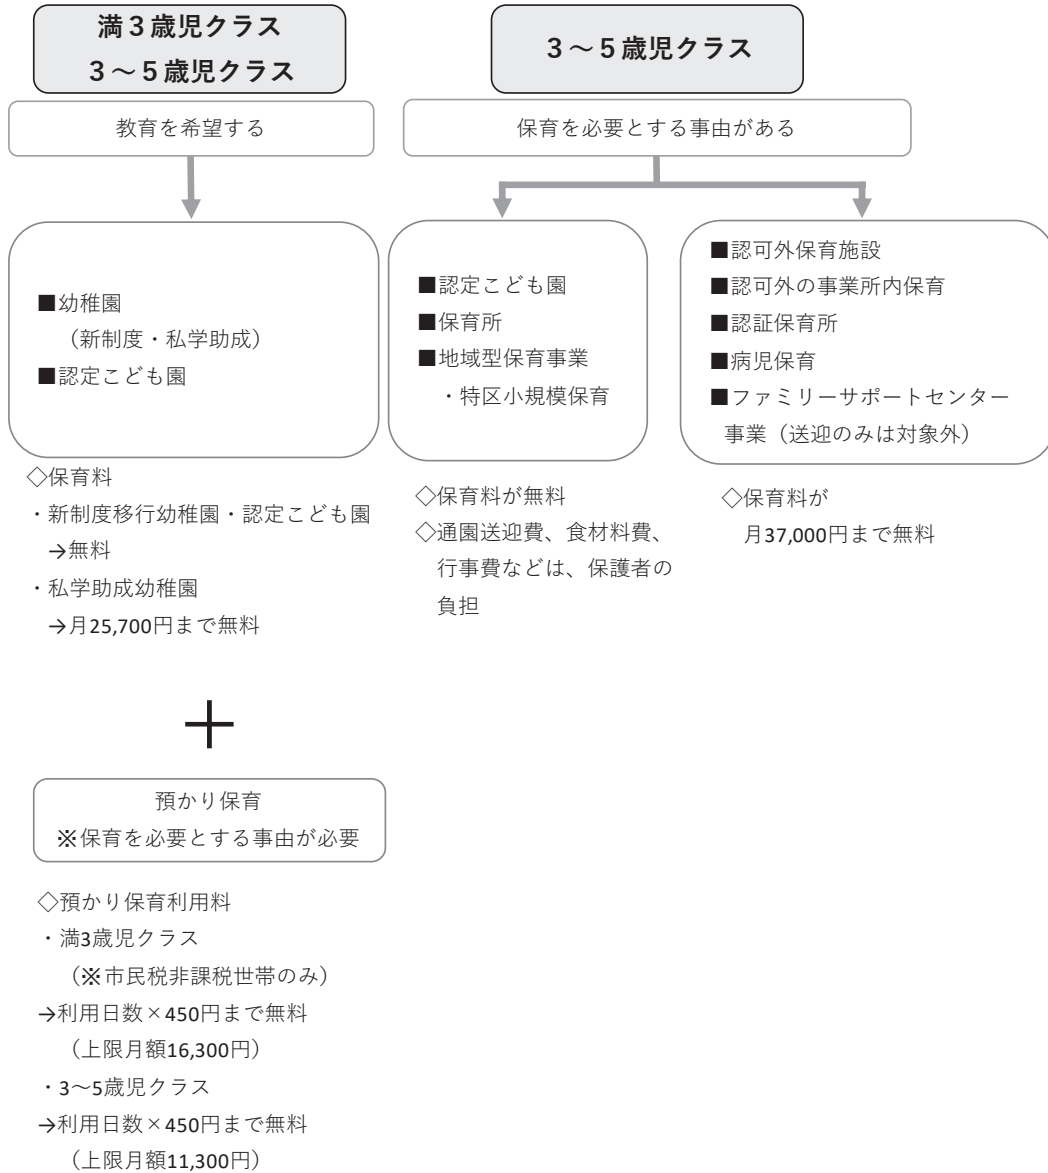 満３歳児クラス
３～５歳児クラス
教育を希望する
■幼稚園
（新制度・私学助成）
■認定こども園
◇保育料
・新制度移行幼稚園・認定こども園
→無料
・私学助成幼稚園
→月25,700円まで無料
＋
預かり保育
※保育を必要とする事由が必要
◇預かり保育利用料
・満3歳児クラス
（※市民税非課税世帯のみ）
→利用日数×450円まで無料
（上限月額16,300円）
・3～5歳児クラス
→利用日数×450円まで無料
（上限月額11,300円）
３～５歳児クラス
保育を必要とする事由がある
■認定こども園
■保育所
■地域型保育事業
・特区小規模保育
◇保育料が無料
◇通園送迎費、食材料費、
行事費などは、保護者の
負担
■認可外保育施設
■認可外の事業所内保育
■認証保育所
■病児保育
■ファミリーサポートセンター
事業（送迎のみは対象外）
◇保育料が
月37,000円まで無料